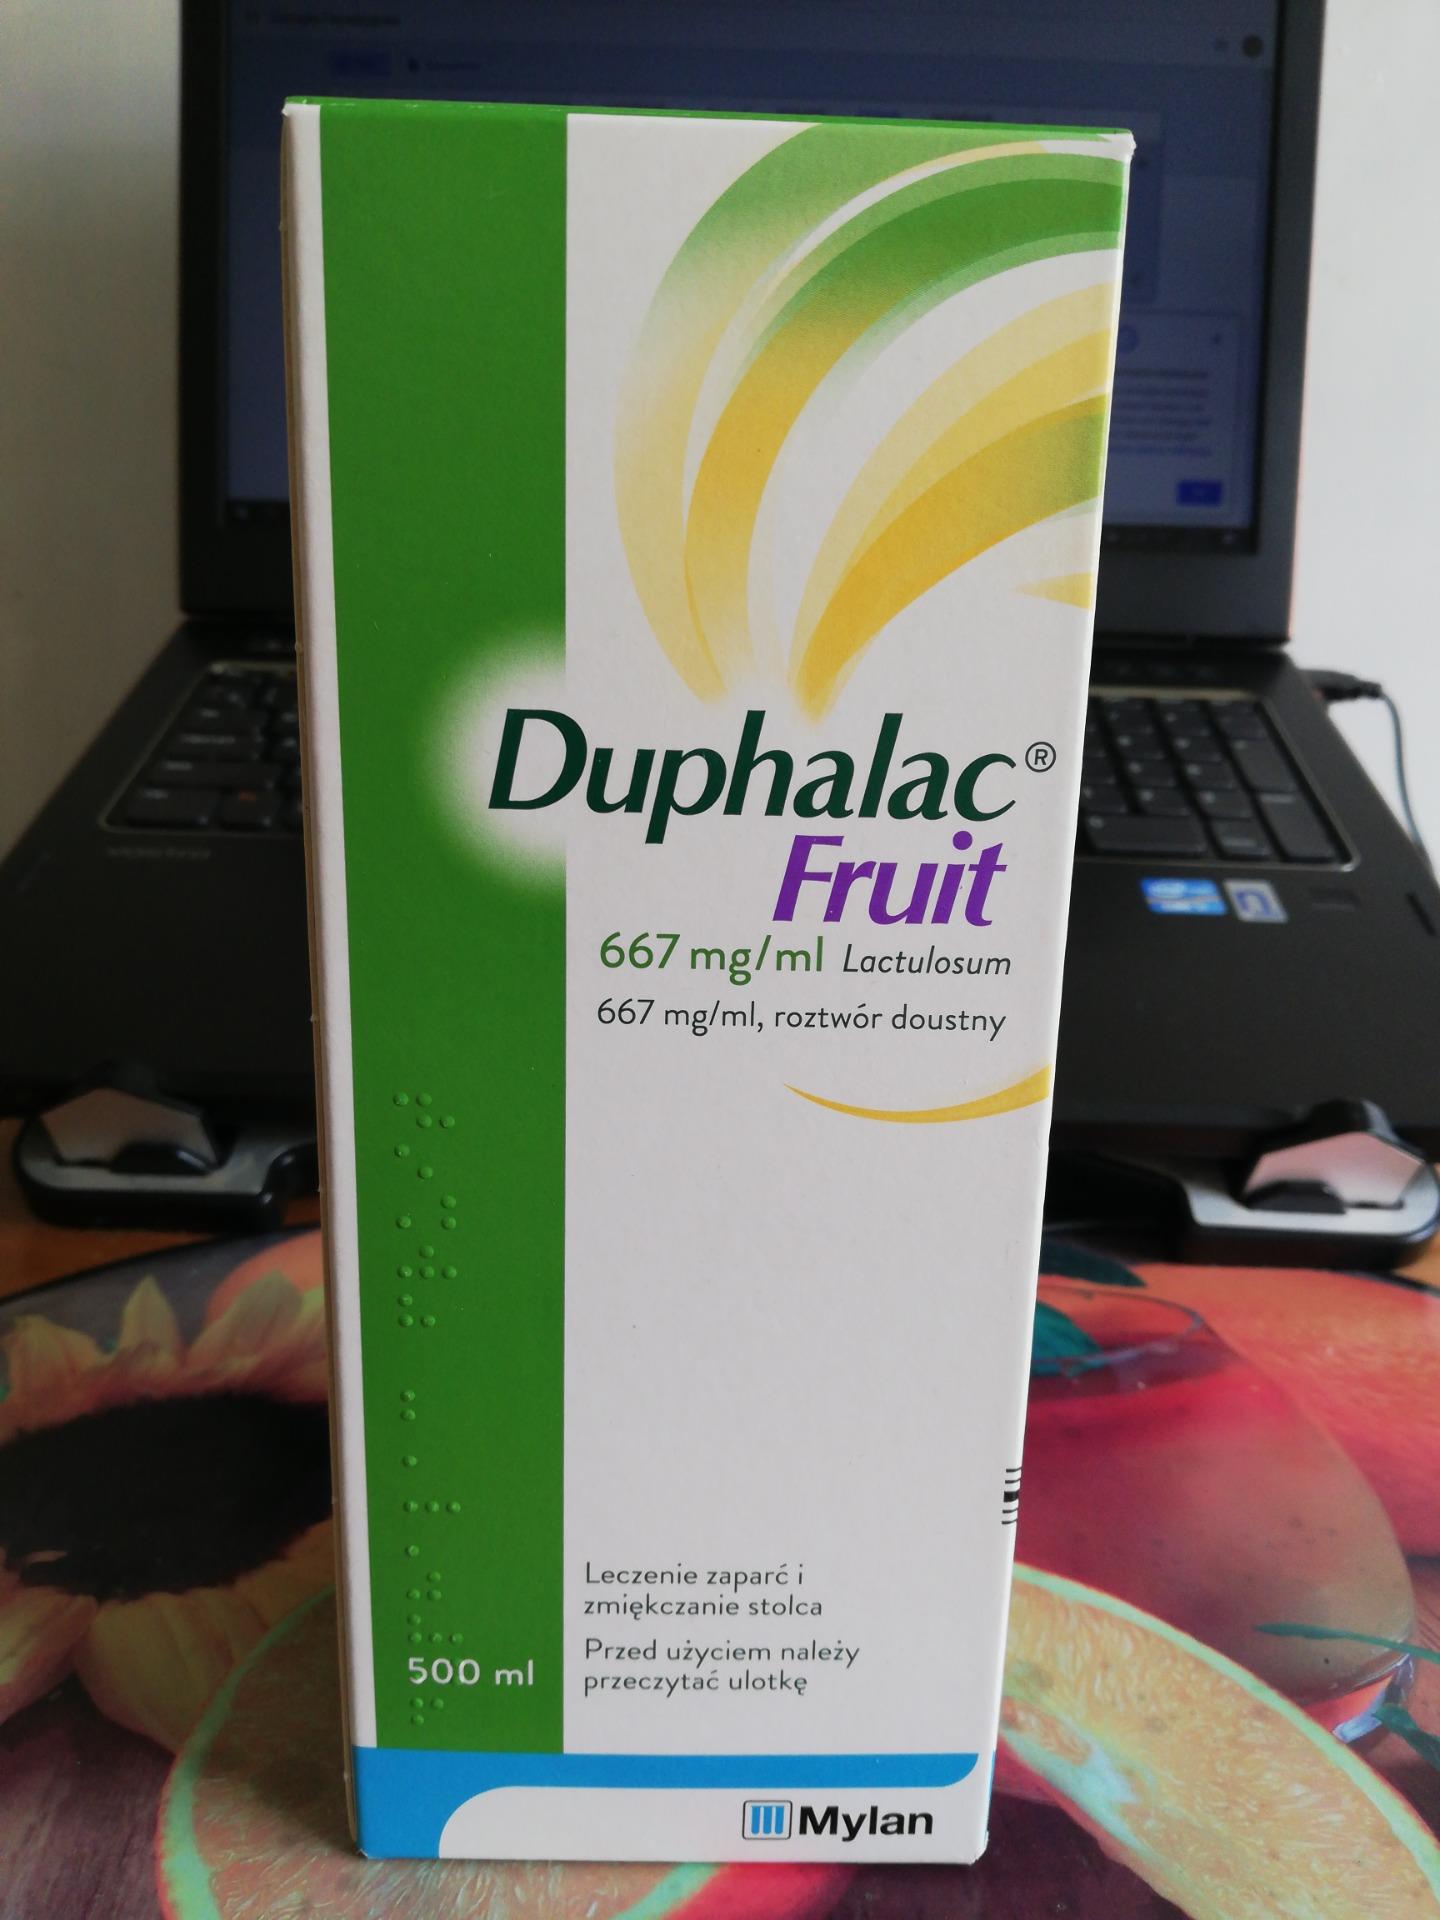 Duphalac®
Fruit
667 mg/ml Lactulosum
667 mg/ml, roztwór doustny
Leczenie zaparć i
zmiękczanie stolca
Przed użyciem należy
przeczytać ulotkę
500 ml
Mylan